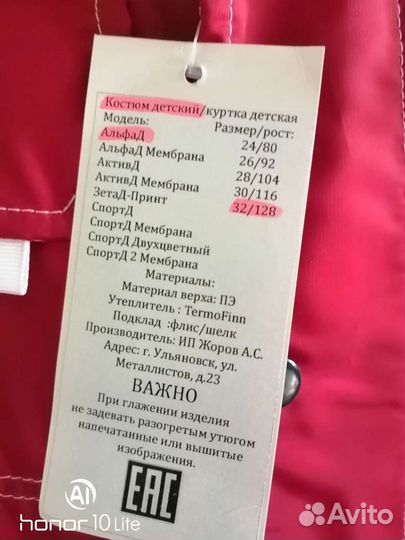 Костюм детский/куртка детская
Модель: Размер/рост:
АльфаД 24/80
АльфаД Мембрана 26/92
АктивД 28/104
АктивД Мембрана 30/116
ЗетаД-Принт 32/128
СпортД
СпортД Мембрана
СпортД Двухцветный
СпортД 2 Мембрана
Материалы:
Материал верха: ПЭ
Утеплитель : TermoFinn
Подклад :флис/шелк
Производитель: ИП Жоров А.С.
Адрес: г. Ульяновск, ул.
Металлистов, д.23
ВАЖНО
При глажении изделия
не задевать разогретым утюгом
напечатанные или вышитые
изображения.
EAC
AI
honor 10 Lite
Avito